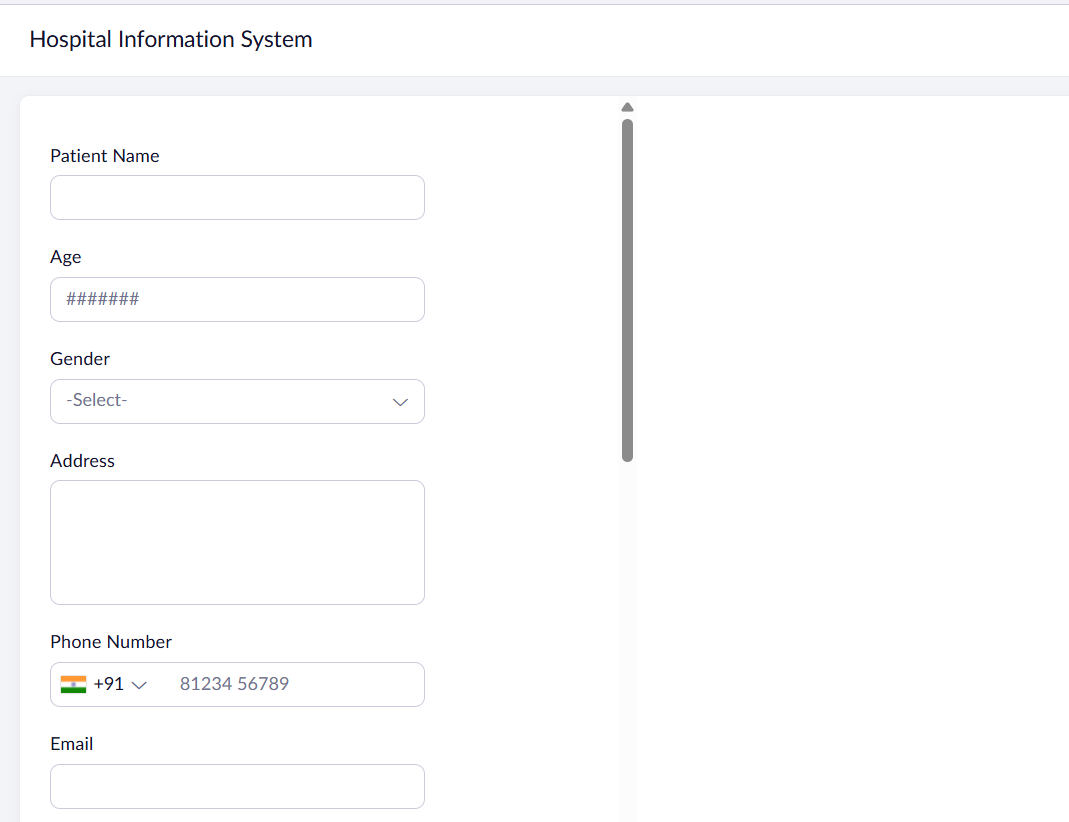 Hospital Information System
Patient Name
Age
#######
Gender
-Select-
Address
Phone Number
+91 81234 56789
Email